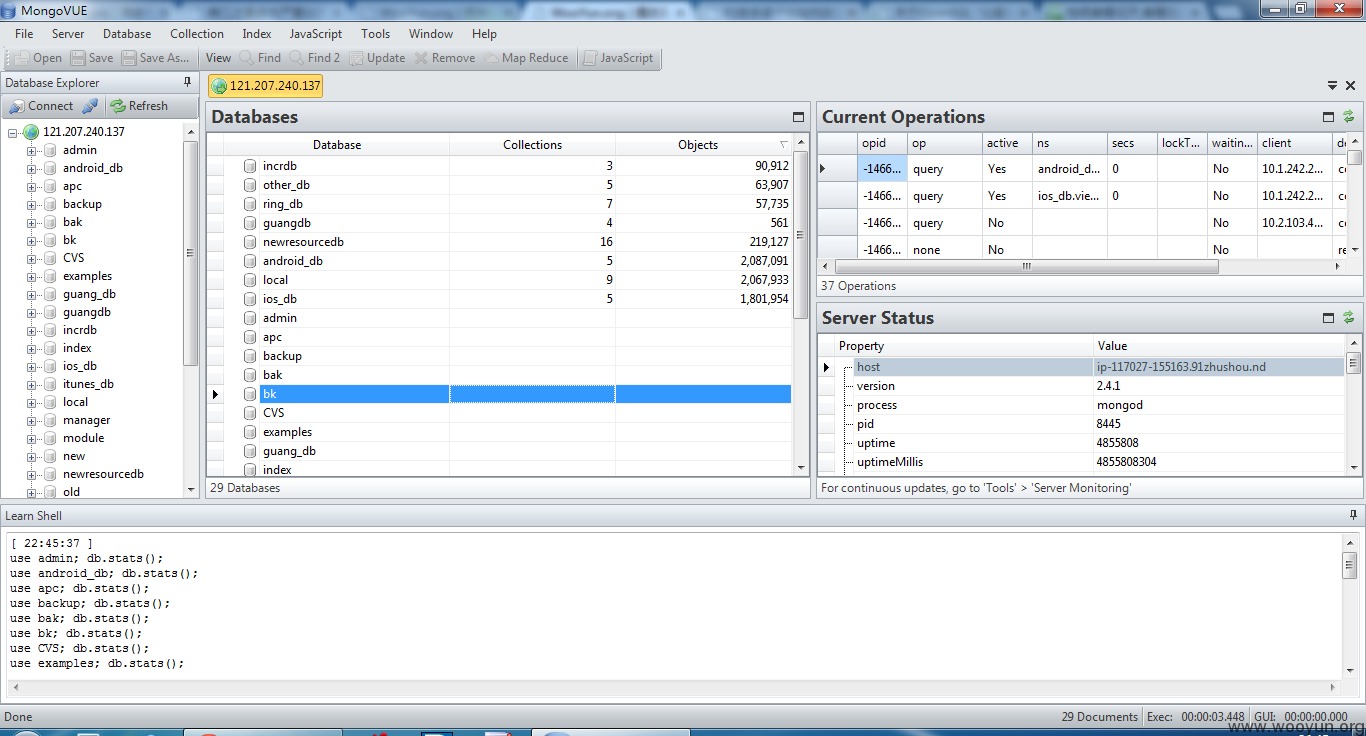 MongoVUE
File Server Database Collection Index JavaScript Tools Window Help
Open Save Save As... View Find Find 2 Update Remove Map Reduce JavaScript
Database Explorer
Connect Refresh
121.207.240.137
admin
android_db
apc
backup
bak
bk
CVS
examples
guang_db
guangdb
incrdb
index
ios_db
itunes_db
local
manager
module
new
newresourcedb
old
121.207.240.137
Databases
Database Collections Objects
incrdb 3 90,912
other_db 5 63,907
ring_db 7 57,735
guangdb 4 561
newresourcedb 16 219,127
android_db 5 2,087,091
local 9 2,067,933
ios_db 5 1,801,954
admin
apc
backup
bak
bk
CVS
examples
guang_db
index
29 Databases
Current Operations
opid op active ns secs lockT... waitin... client
-1466... query Yes android_d... 0 No 10.1.242.2...
-1466... query Yes ios_db.vie... 0 No 10.1.242.2...
-1466... query No No 10.2.103.4...
-1466... none No No
37 Operations
Server Status
Property Value
host ip-117027-155163.91zhushou.nd
version 2.4.1
process mongod
pid 8445
uptime 4855808
uptimeMillis 4855808304
For continuous updates, go to 'Tools' > 'Server Monitoring'
Learn Shell
[ 22:45:37 ]
use admin; db.stats();
use android_db; db.stats();
use apc; db.stats();
use backup; db.stats();
use bak; db.stats();
use bk; db.stats();
use CVS; db.stats();
use examples; db.stats();
Done 29 Documents Exec: 00:00:03.448 GUI: 00:00:00.000
www.wooyun.org